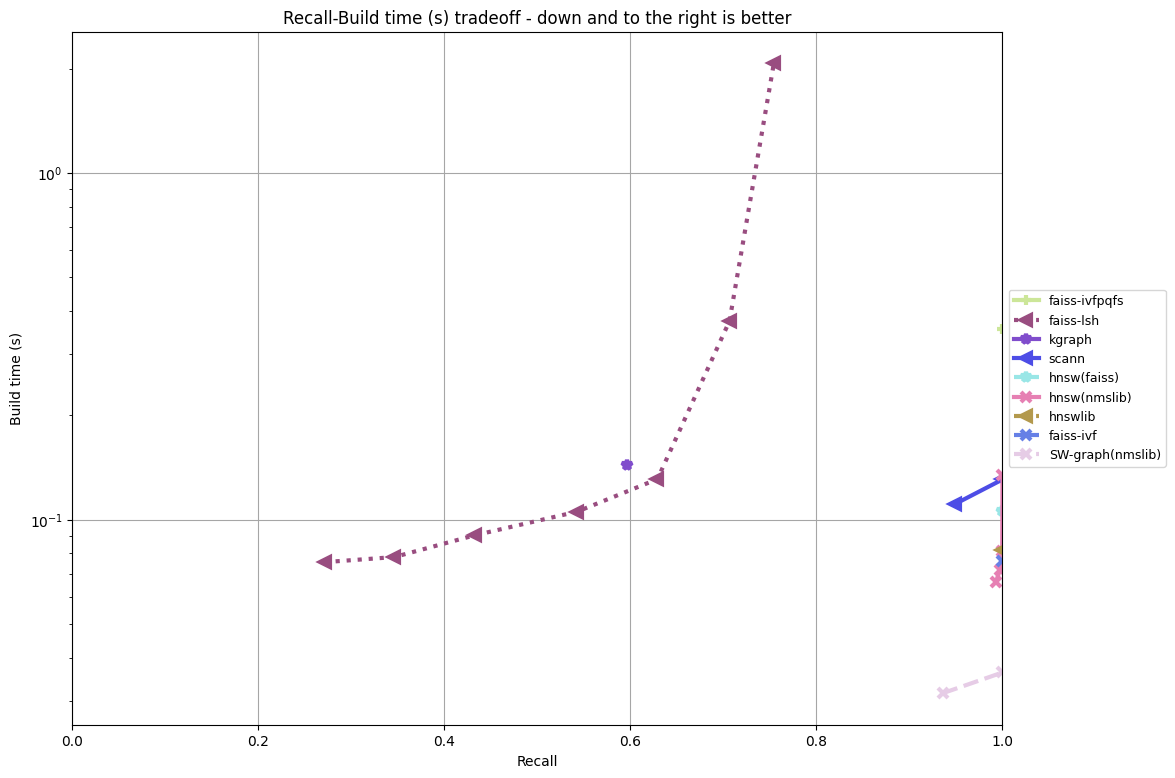 Recall-Build time (s) tradeoff - down and to the right is better
Build time (s)
10⁰
10⁻¹
0.0 0.2 0.4 0.6 0.8 1.0
Recall
faiss-ivfpqfs
faiss-lsh
kgraph
scann
hnsw(faiss)
hnsw(nmslib)
hnswlib
faiss-ivf
SW-graph(nmslib)